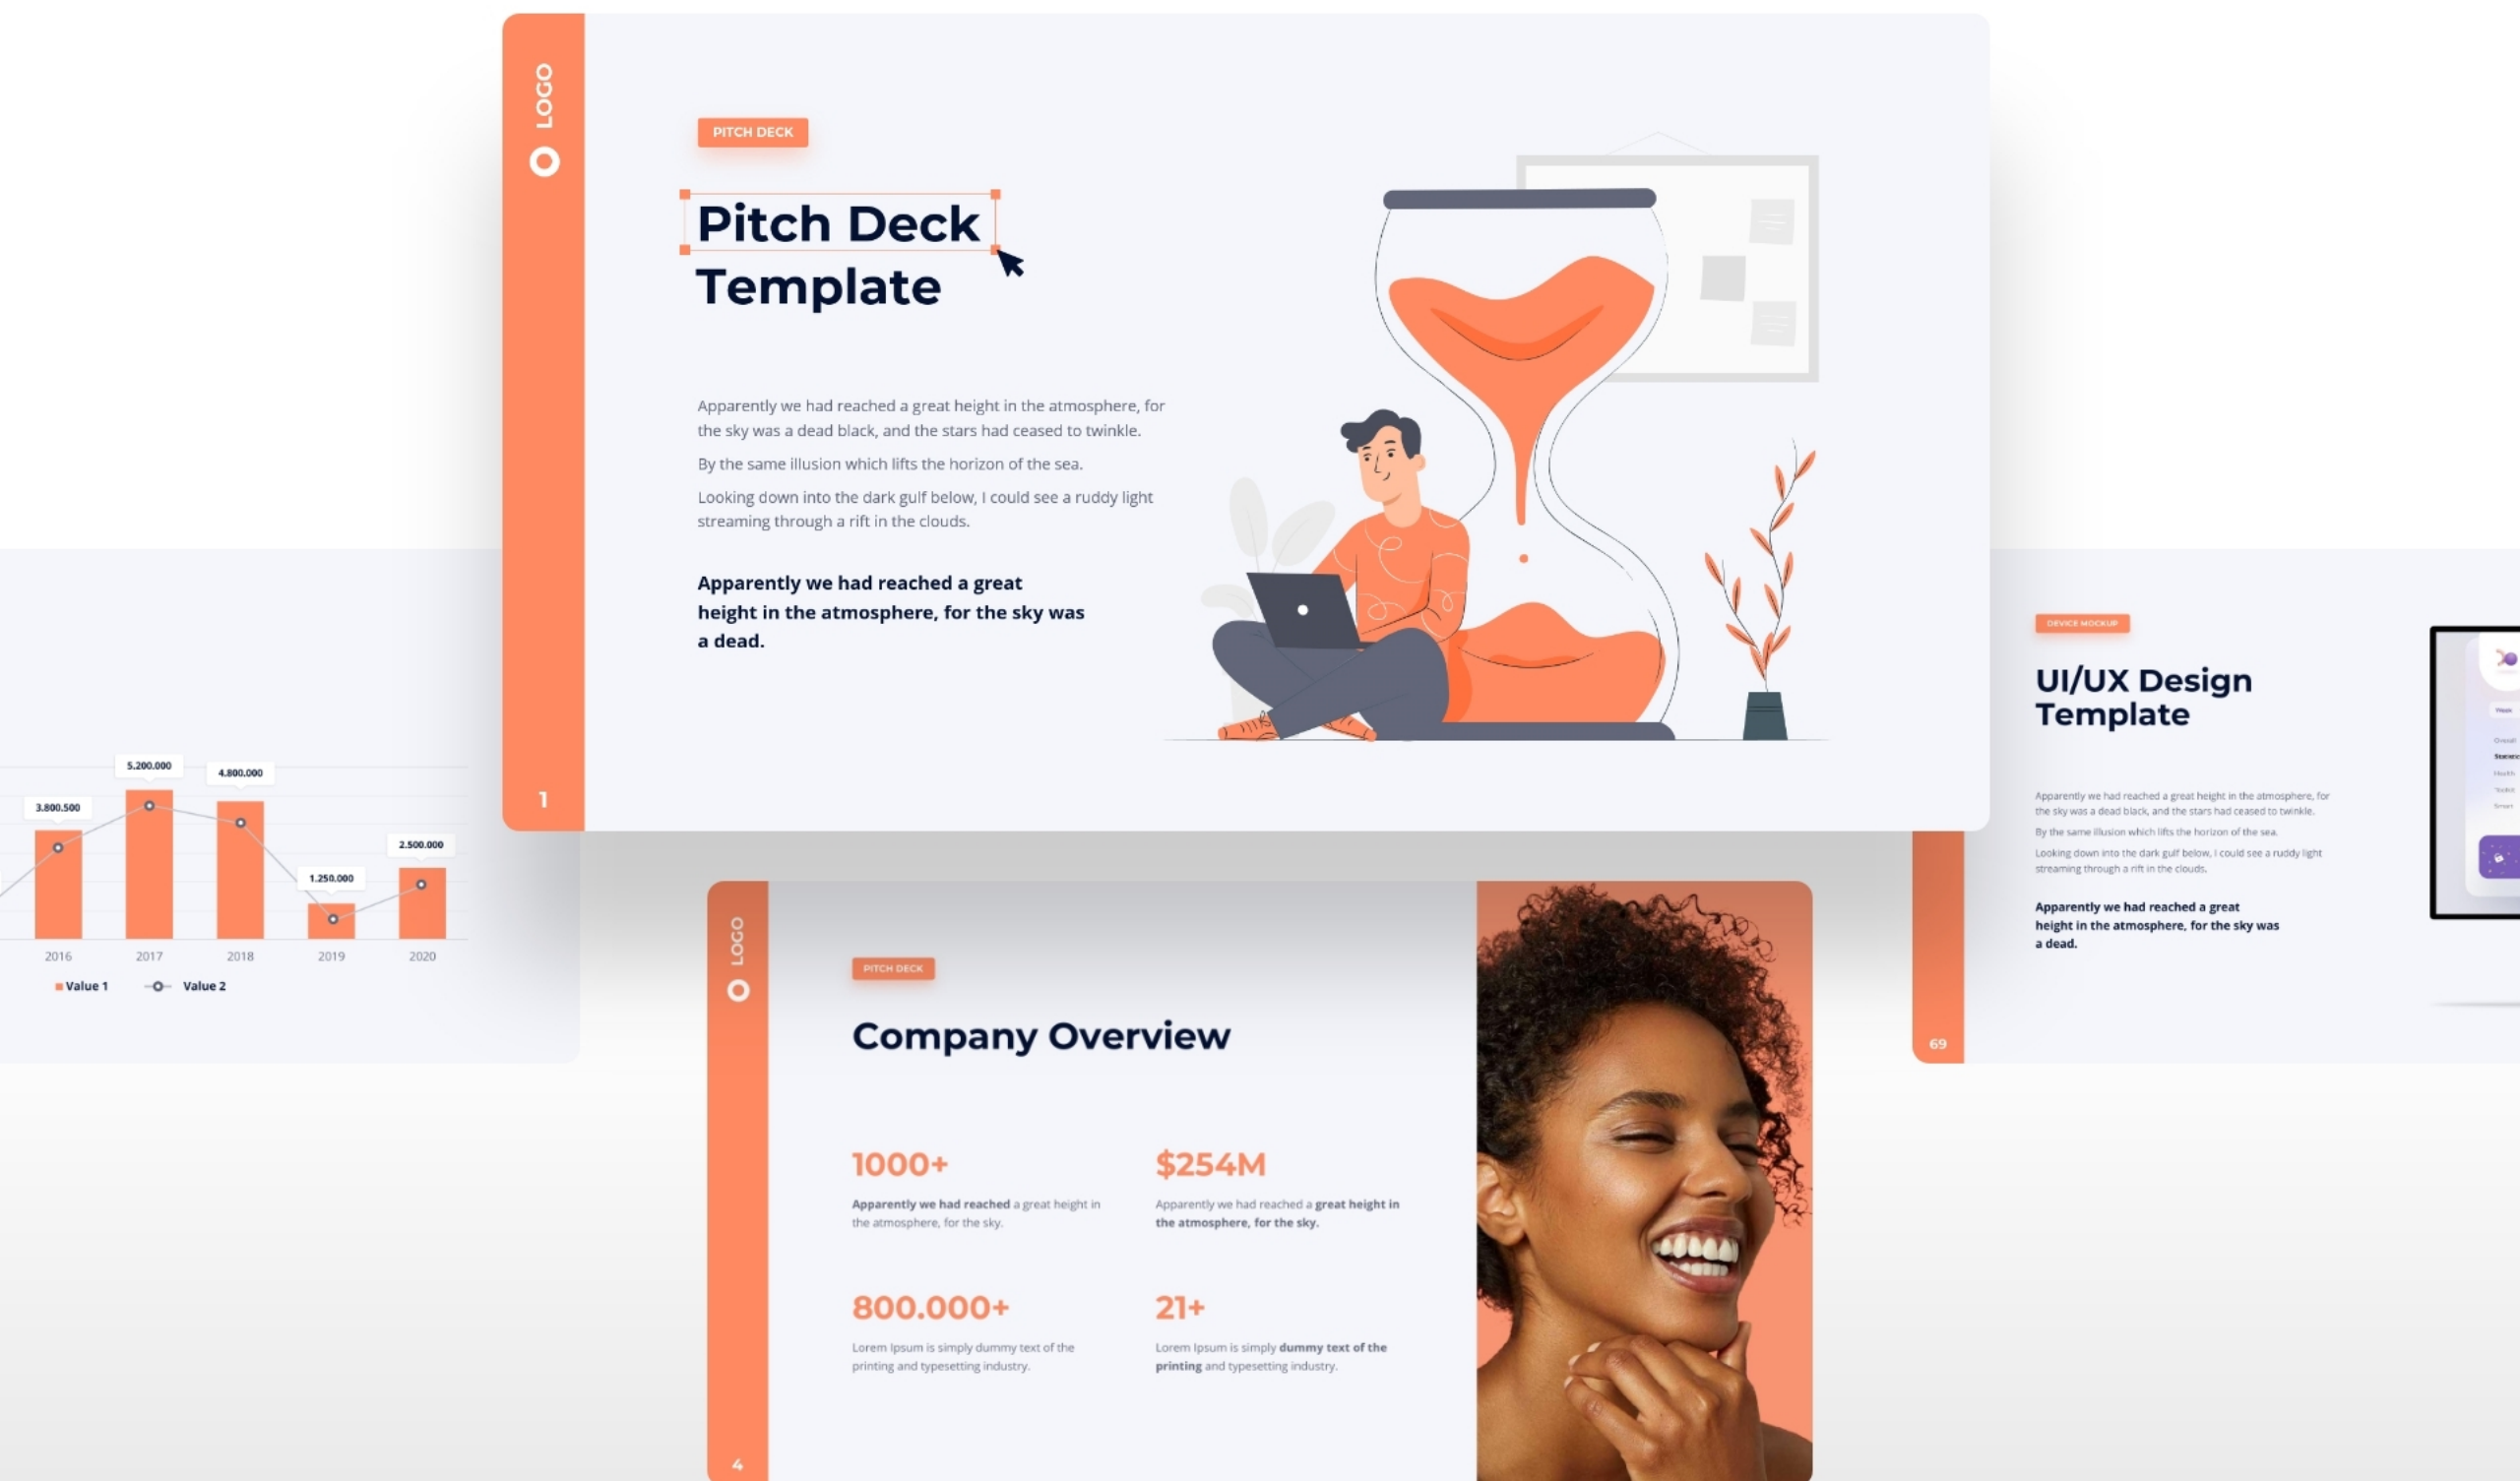 LOGO
PITCH DECK
Pitch Deck
Template
Apparently we had reached a great height in the atmosphere, for
the sky was a dead black, and the stars had ceased to twinkle.
By the same illusion which lifts the horizon of the sea.
Looking down into the dark gulf below, I could see a ruddy light
streaming through a rift in the clouds.
Apparently we had reached a great
height in the atmosphere, for the sky was
a dead.
1
3.800.500
5.200.000
4.800.000
1.250.000
2.500.000
2016 2017 2018 2019 2020
Value 1 Value 2
DEVICE MOCKUP
UI/UX Design
Template
Apparently we had reached a great height in the atmosphere, for
the sky was a dead black, and the stars had ceased to twinkle.
By the same illusion which lifts the horizon of the sea.
Looking down into the dark gulf below, I could see a ruddy light
streaming through a rift in the clouds.
Apparently we had reached a great
height in the atmosphere, for the sky was
a dead.
69
Week
Overall
Health
Smart
LOGO
PITCH DECK
Company Overview
1000+
Apparently we had reached a great height in
the atmosphere, for the sky.
$254M
Apparently we had reached a great height in
the atmosphere, for the sky.
800.000+
Lorem Ipsum is simply dummy text of the
printing and typesetting industry.
21+
Lorem Ipsum is simply dummy text of the
printing and typesetting industry.
4